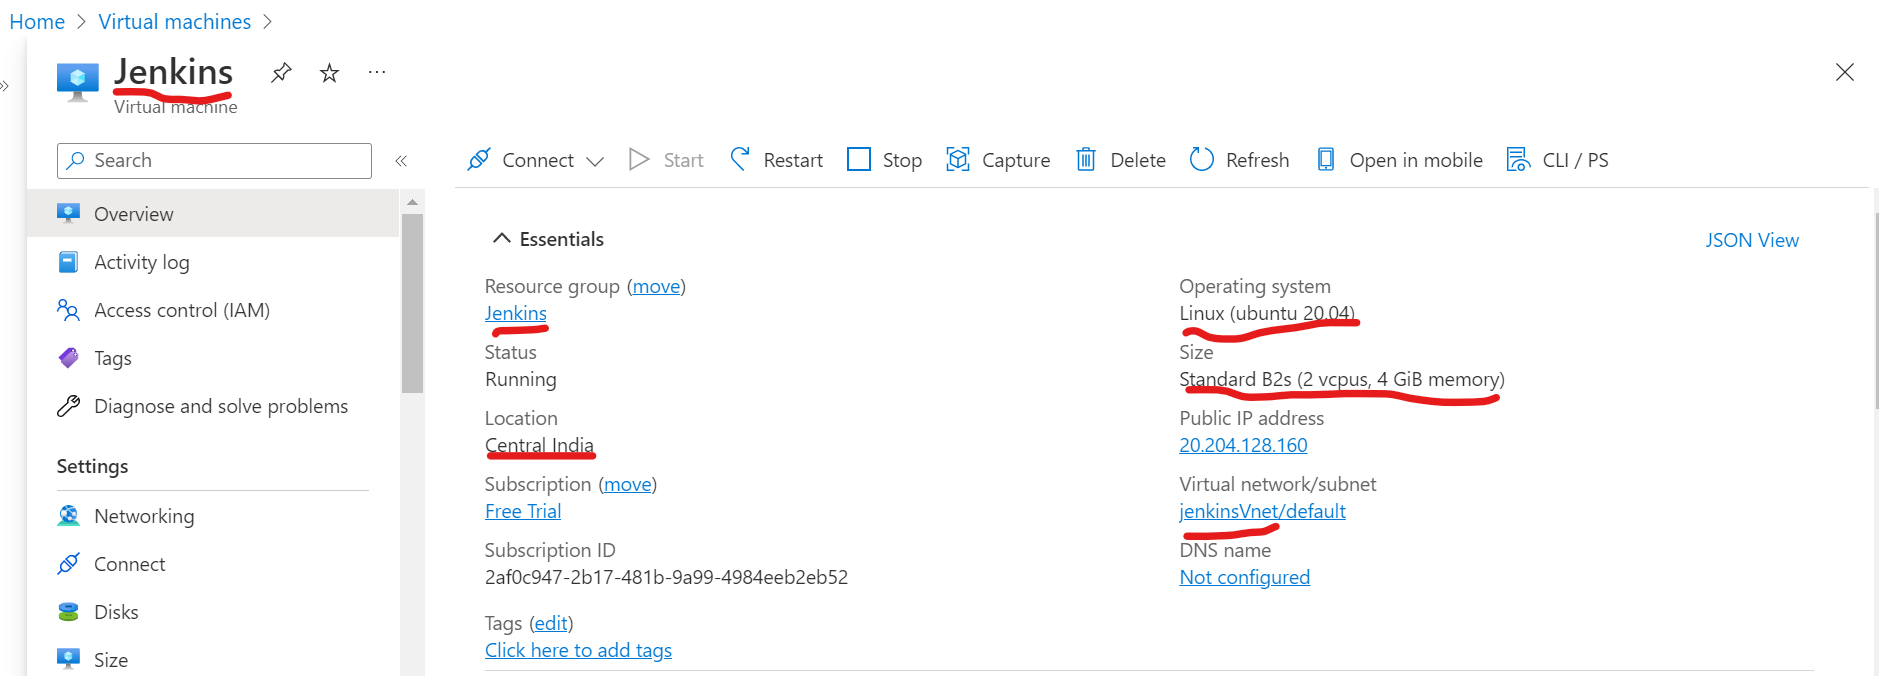 Home > Virtual machines >
Jenkins
Virtual machine
Search
Connect
Start
Restart
Stop
Capture
Delete
Refresh
Open in mobile
CLI / PS
Overview
Activity log
Access control (IAM)
Tags
Diagnose and solve problems
Settings
Networking
Connect
Disks
Size
Essentials
JSON View
Resource group (move)
Jenkins
Status
Running
Location
Central India
Subscription (move)
Free Trial
Subscription ID
2af0c947-2b17-481b-9a99-4984eeb2eb52
Tags (edit)
Click here to add tags
Operating system
Linux (ubuntu 20.04)
Size
Standard B2s (2 vcpus, 4 GiB memory)
Public IP address
20.204.128.160
Virtual network/subnet
jenkinsVnet/default
DNS name
Not configured